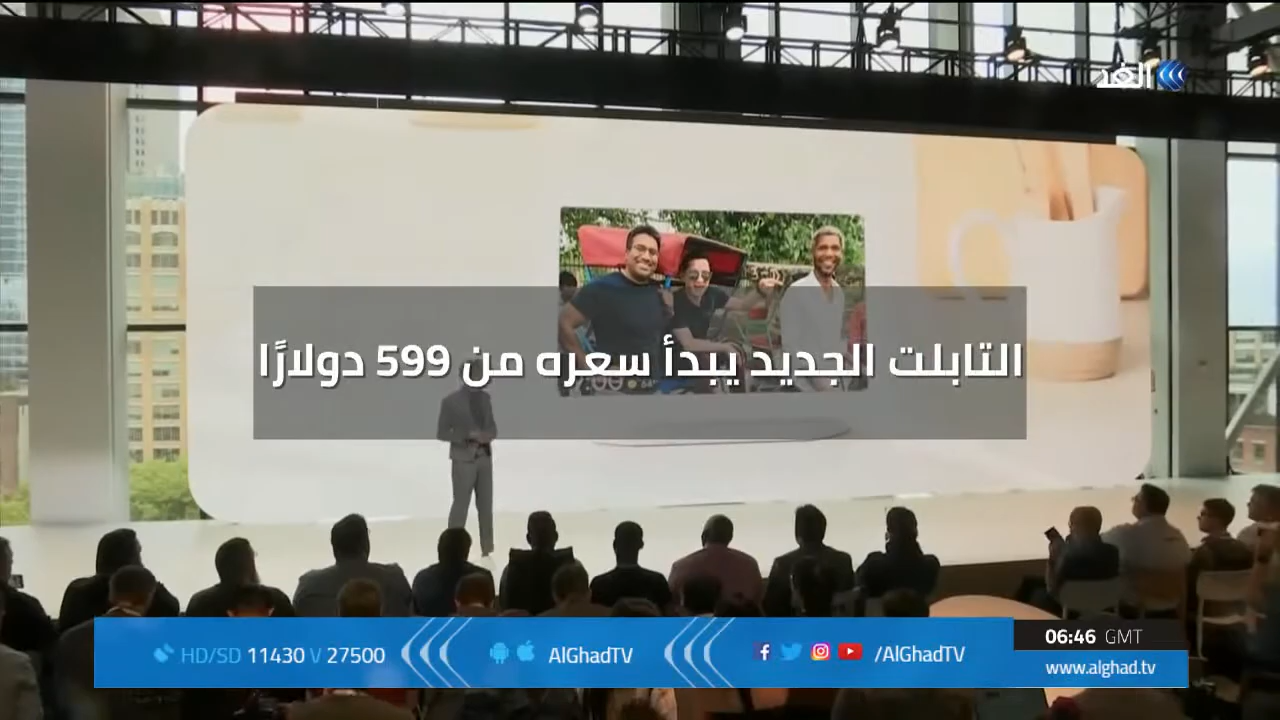 الغد
التابلت الجديد يبدأ سعره من 599 دولارًا
HD/SD 11430 V 27500
AlGhadTV
/AlGhadTV
06:46 GMT
www.alghad.tv